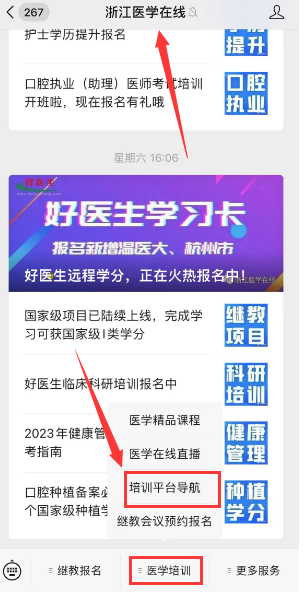 267
浙江医学在线
护士学历提升报名
提升
口腔执业（助理）医师考试培训
开班啦，现在报名有礼哦
口腔
执业
星期六 16:06
好医生
好医生学习卡
报名新增温医大、杭州市
好医生远程学分，正在火热报名中！
浙江医学在线
国家级项目已陆续上线，完成学
习可获国家级I类学分
继教
项目
好医生临床科研培训报名中
科研
培训
2023年健康管
考指南
健康
管理
口腔种植备案必
个国家级种植学
种植
学分
医学精品课程
医学在线直播
培训平台导航
继教会议预约报名
继教报名
医学培训
更多服务